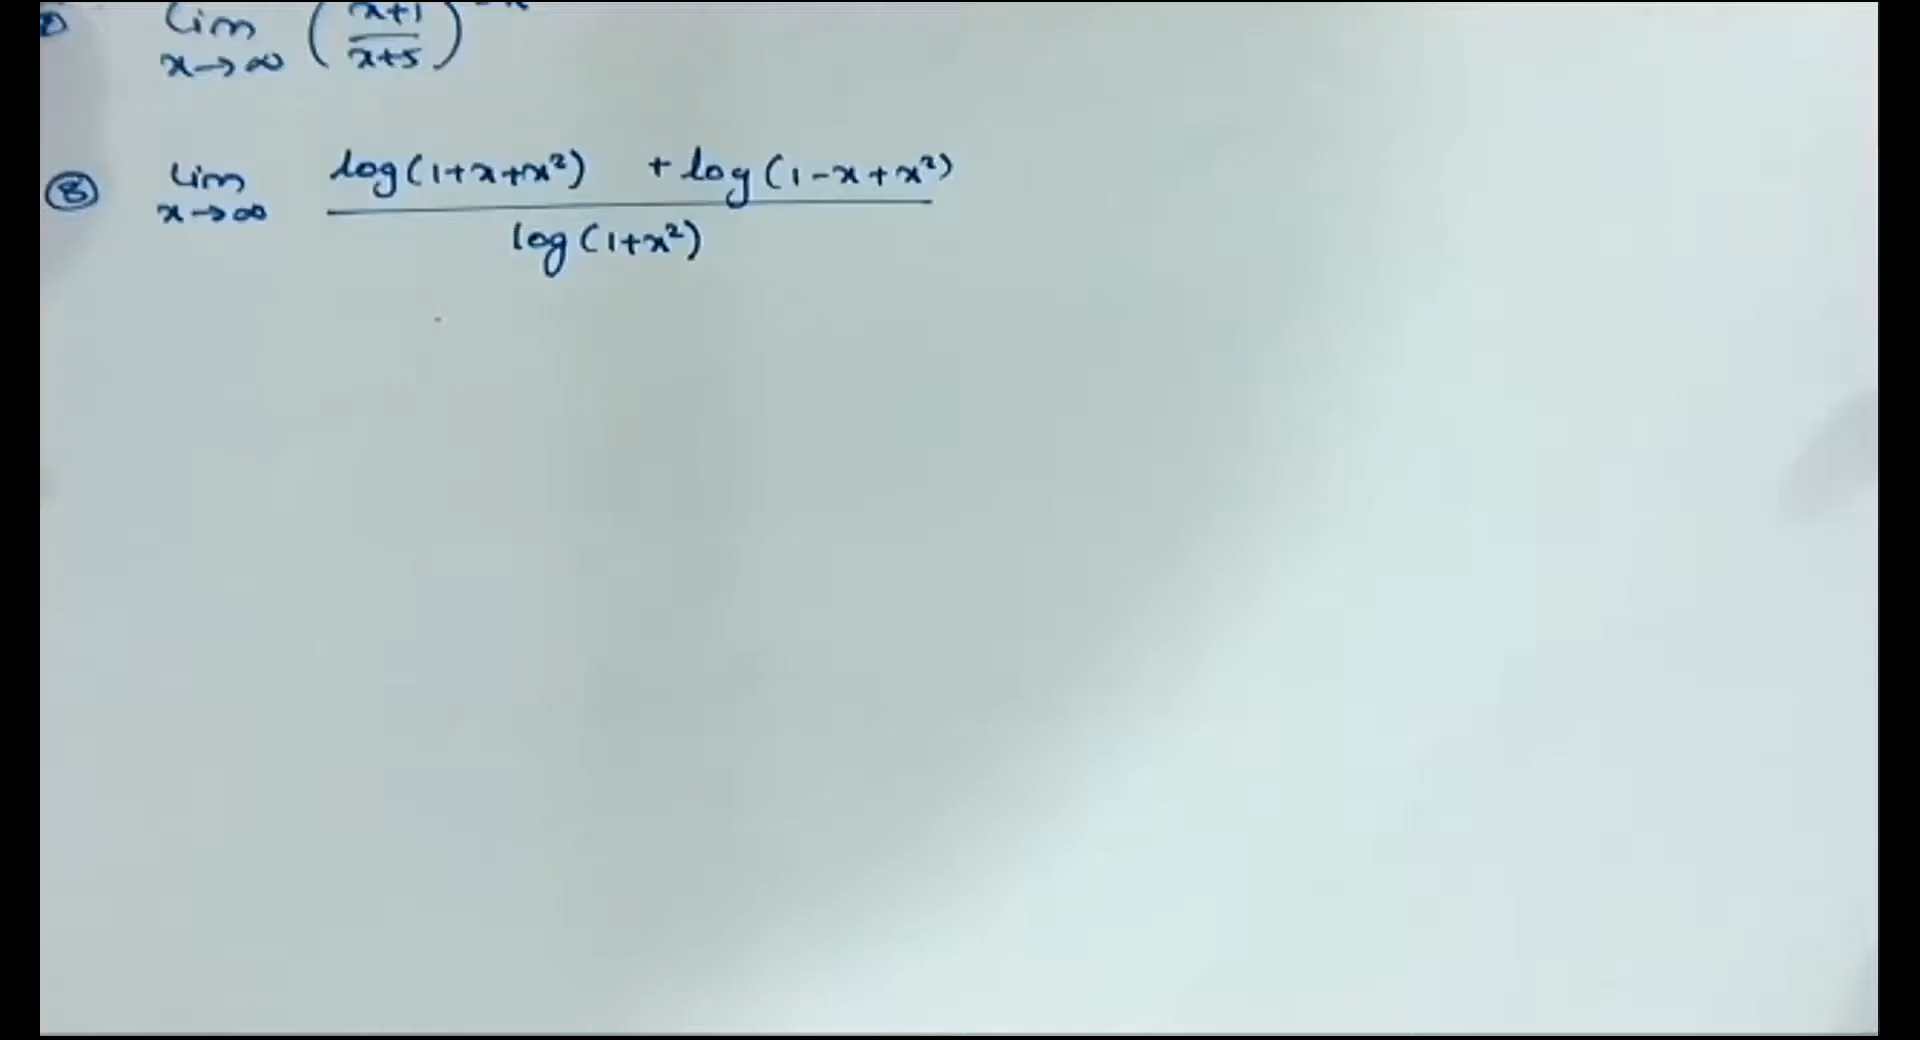 lim x→∞ (x+1/x+5)
⑧ lim x→∞ log(1+x+x²) + log(1-x+x²) / log(1+x²)